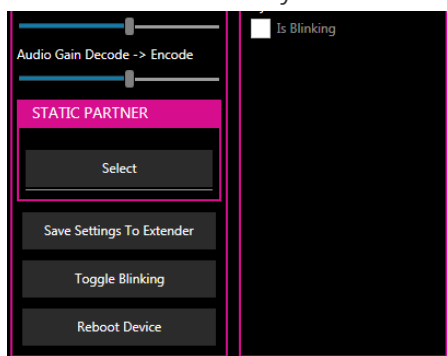 Is Blinking
Audio Gain Decode -> Encode
STATIC PARTNER
Select
Save Settings To Extender
Toggle Blinking
Reboot Device